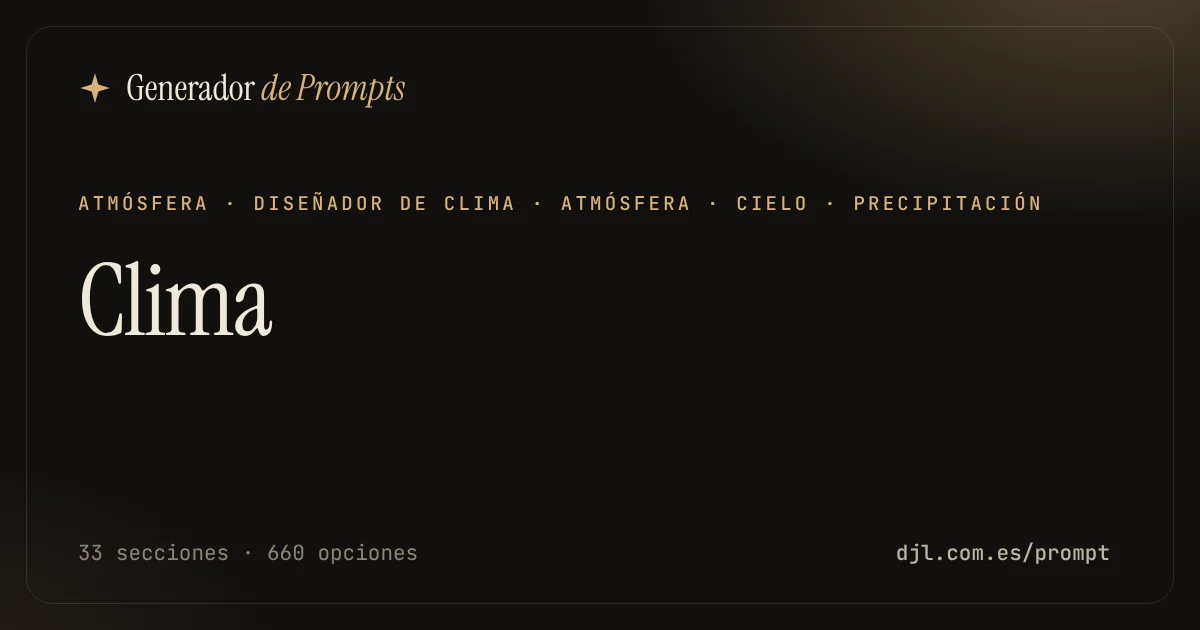 Generador de Prompts
ATMÓSFERA · DISEÑADOR DE CLIMA · ATMÓSFERA · CIELO · PRECIPITACIÓN
Clima
33 secciones · 660 opciones
djl.com.es/prompt